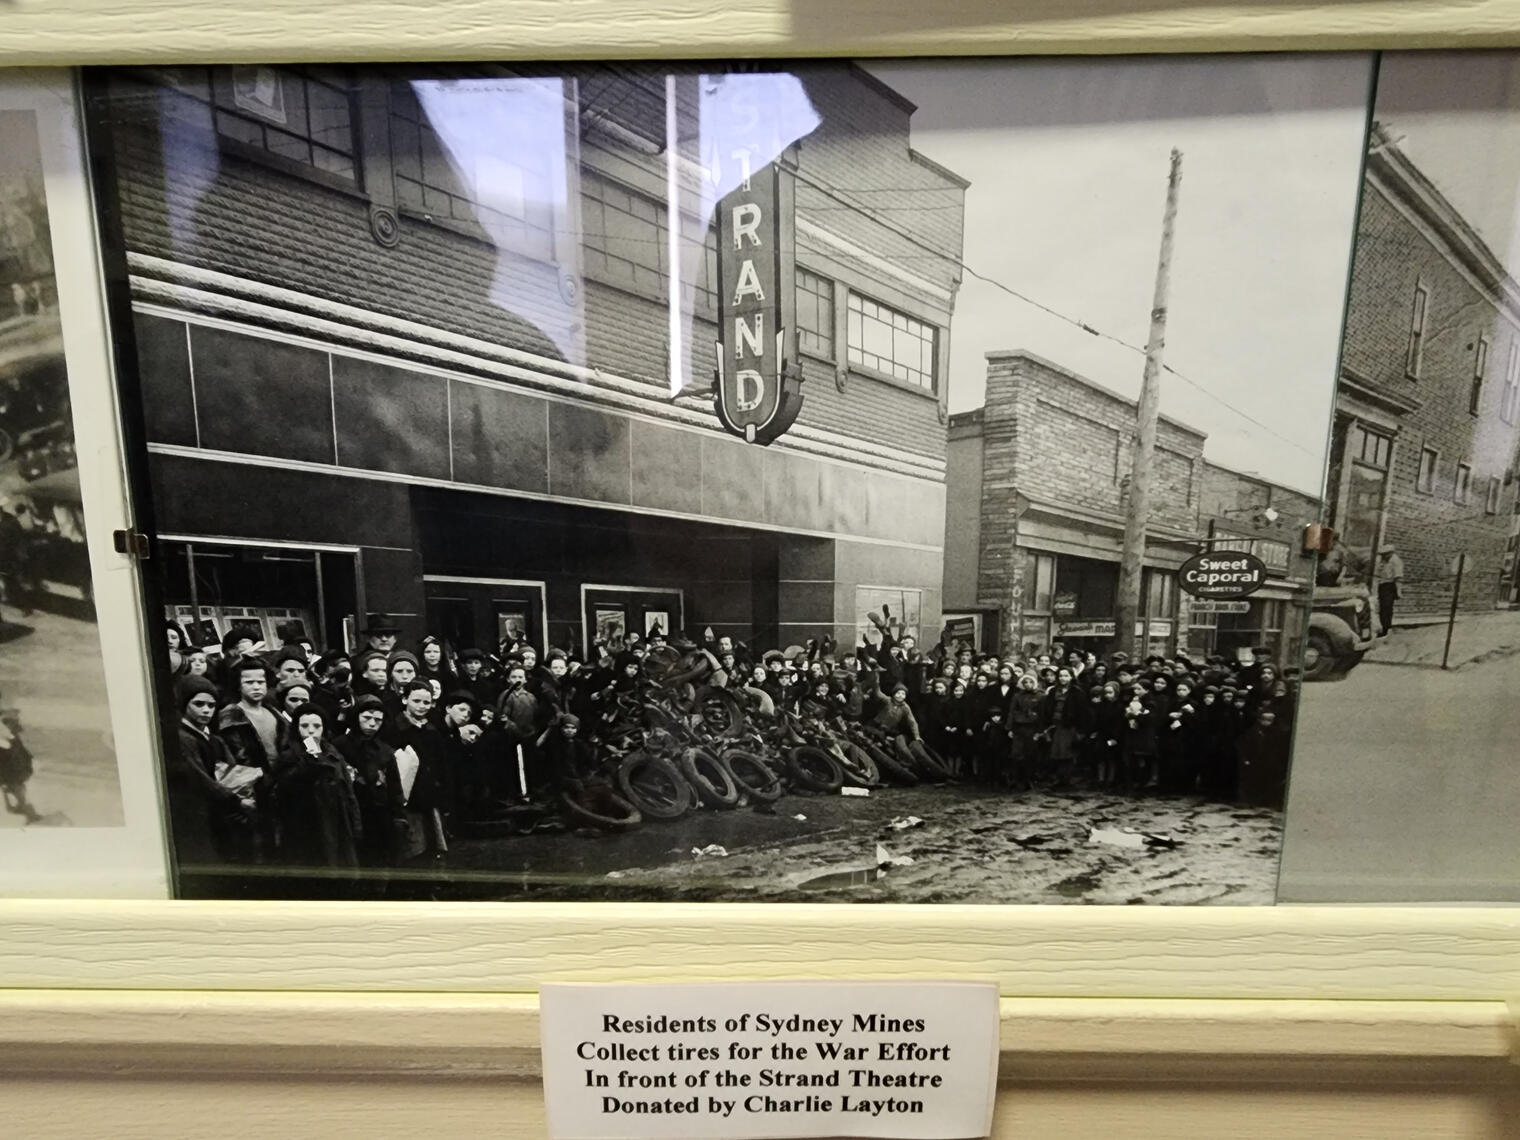 STRAND
Sweet
Caporal
CIGARETTES
Residents of Sydney Mines
Collect tires for the War Effort
In front of the Strand Theatre
Donated by Charlie Layton